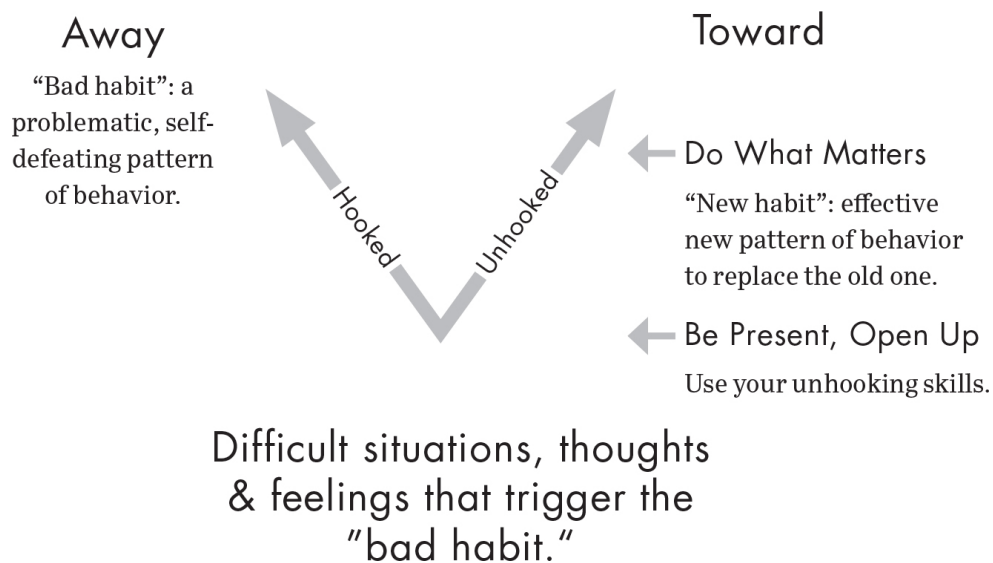 Away
“Bad habit”: a
problematic, self-
defeating pattern
of behavior.
Toward
Hooked
Unhooked
Do What Matters
“New habit”: effective
new pattern of behavior
to replace the old one.
Be Present, Open Up
Use your unhooking skills.
Difficult situations, thoughts
& feelings that trigger the
”bad habit.“